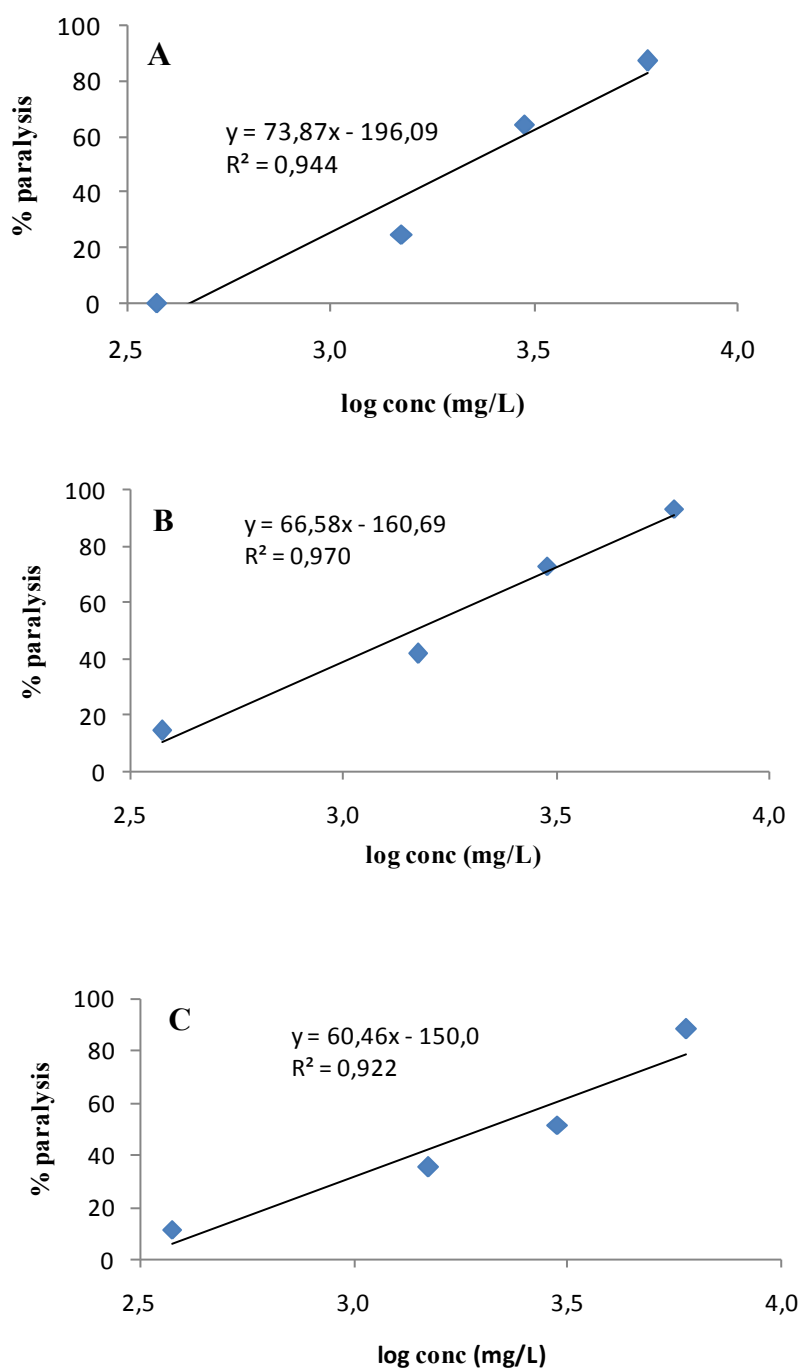 100
80
60
40
20
0
A
y = 73,87x - 196,09
R² = 0,944
% paralysis
2,5 3,0 3,5 4,0
log conc (mg/L)
100
80
60
40
20
0
B
y = 66,58x - 160,69
R² = 0,970
% paralysis
2,5 3,0 3,5 4,0
log conc (mg/L)
100
80
60
40
20
0
C
y = 60,46x - 150,0
R² = 0,922
% paralysis
2,5 3,0 3,5 4,0
log conc (mg/L)